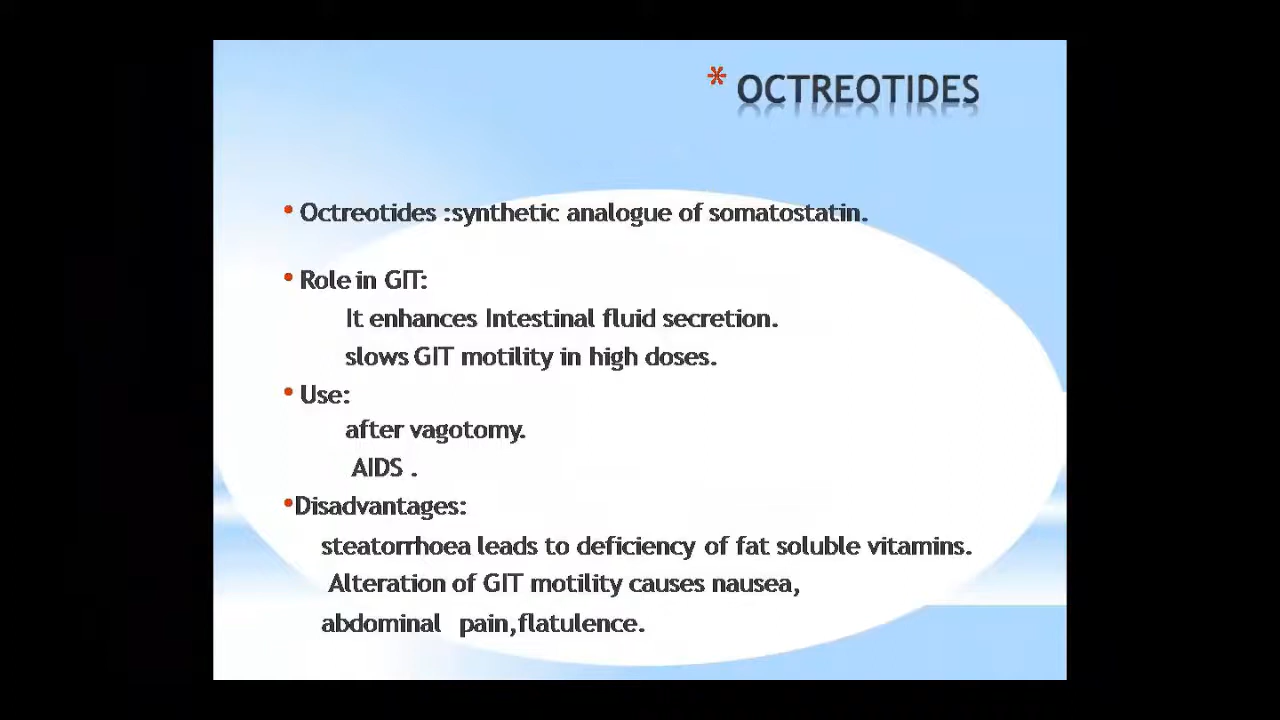 * OCTREOTIDES
• Octreotides :synthetic analogue of somatostatin.
• Role in GIT:
It enhances Intestinal fluid secretion.
slows GIT motility in high doses.
• Use:
after vagotomy.
AIDS .
•Disadvantages:
steatorrhoea leads to deficiency of fat soluble vitamins.
Alteration of GIT motility causes nausea,
abdominal pain,flatulence.